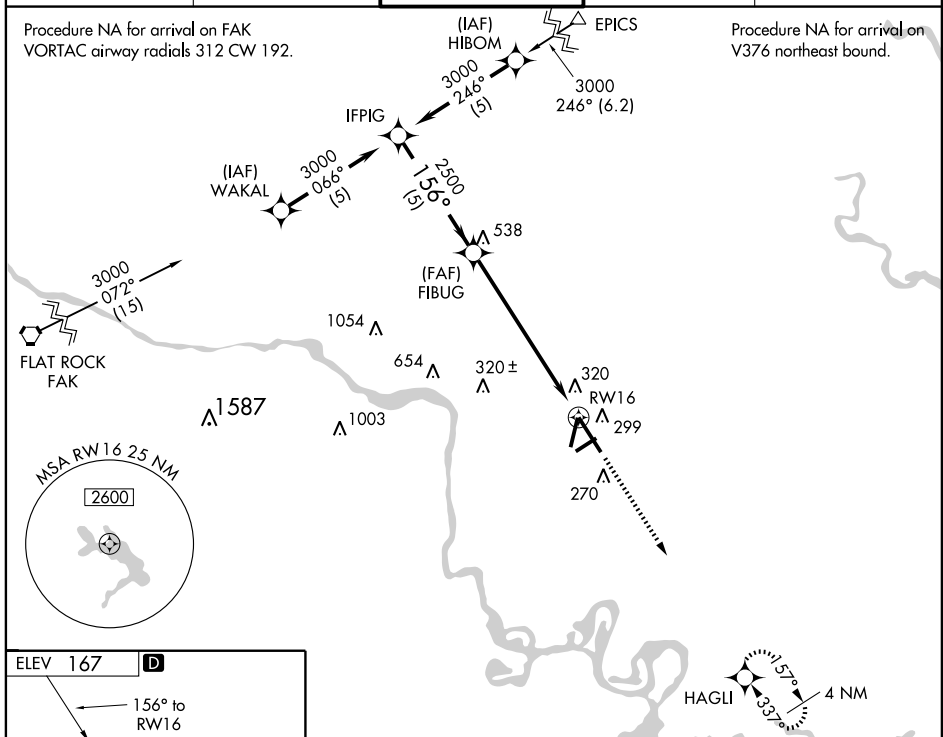 Procedure NA for arrival on FAK
VORTAC airway radials 312 CW 192.
(IAF)
HIBOM
EPICS
Procedure NA for arrival on
V376 northeast bound.
3000
246°
(5)
3000
246° (6.2)
IFPIG
(IAF)
WAKAL
3000
066°
(5)
2500
156°
(5)
538
(FAF)
FIBUG
3000
072°
(15)
FLAT ROCK
FAK
1054
654
320 ±
320
RW16
299
1587
1003
270
MSA RW16 25 NM
2600
ELEV 167 D
156° to
RW16
HAGLI
157°
337°
4 NM